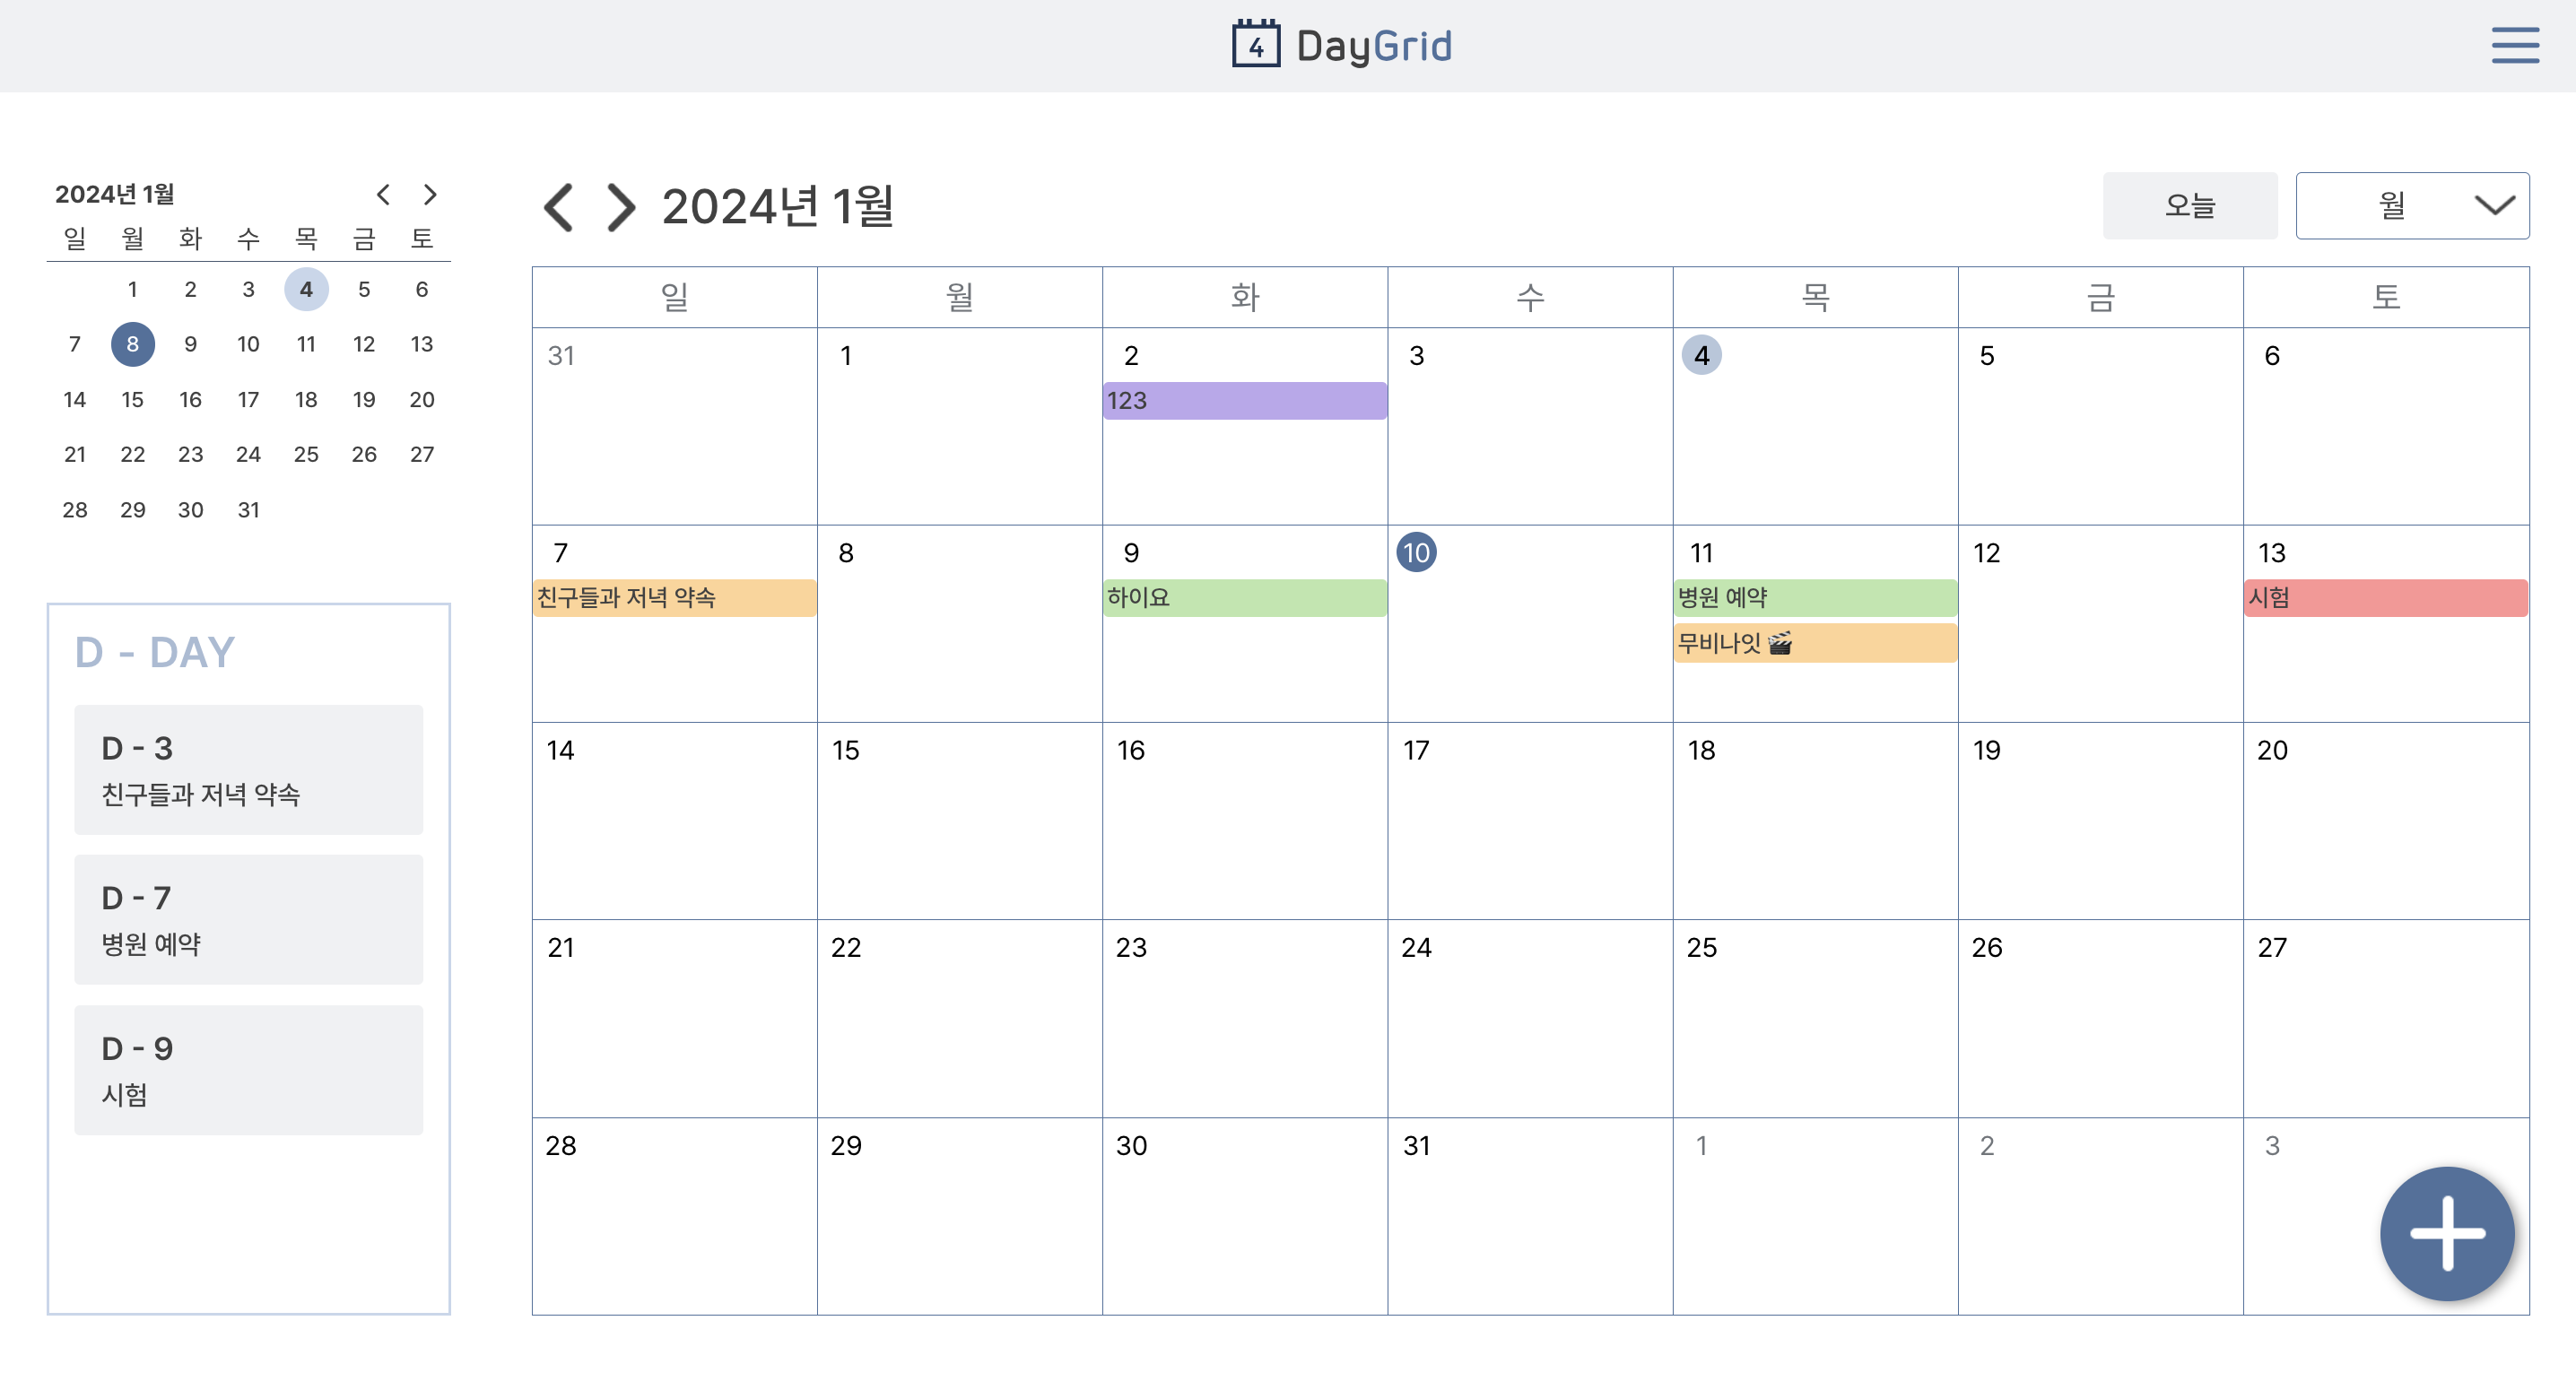 4 DayGrid
2024년 1월
일 월 화 수 목 금 토
1 2 3 4 5 6
7 8 9 10 11 12 13
14 15 16 17 18 19 20
21 22 23 24 25 26 27
28 29 30 31
D - DAY
D - 3
친구들과 저녁 약속
D - 7
병원 예약
D - 9
시험
2024년 1월
오늘
월
일 월 화 수 목 금 토
31 1 2 3 4 5 6
123
7 8 9 10 11 12 13
친구들과 저녁 약속 하이요 병원 예약 시험
무비나잇 🎬
14 15 16 17 18 19 20
21 22 23 24 25 26 27
28 29 30 31 1 2 3